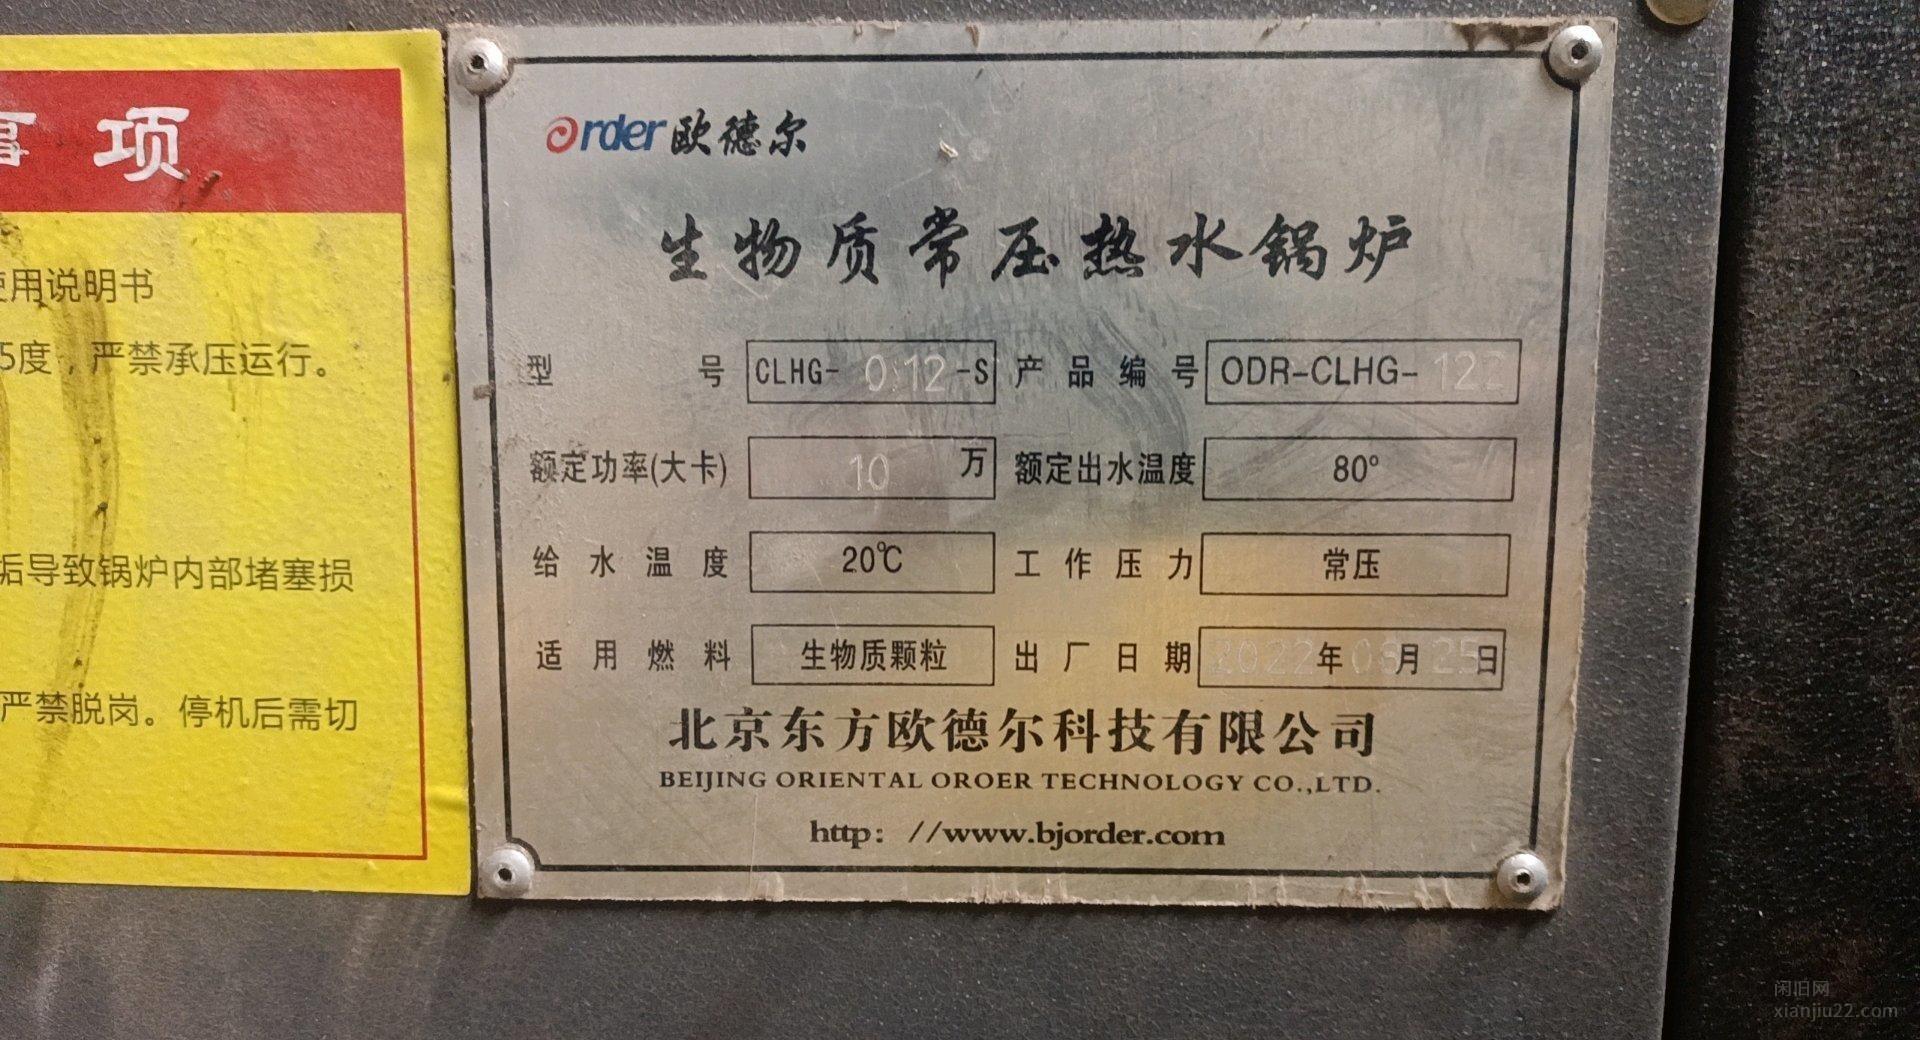 事项
使用说明书
5度，严禁承压运行。
垢导致锅炉内部堵塞损
严禁脱岗。停机后需切
Order 欧德尔
生物质常压热水锅炉
型号 CLHG-0.12-S 产品编号 ODR-CLHG-122
额定功率(大卡) 10万 额定出水温度 80°
给水温度 20℃ 工作压力 常压
适用燃料 生物质颗粒 出厂日期 2022年 月25日
北京东方欧德尔科技有限公司
BEIJING ORIENTAL OROER TECHNOLOGY CO.,LTD.
http: //www.bjorder.com
闲旧网
xianjiu22.com